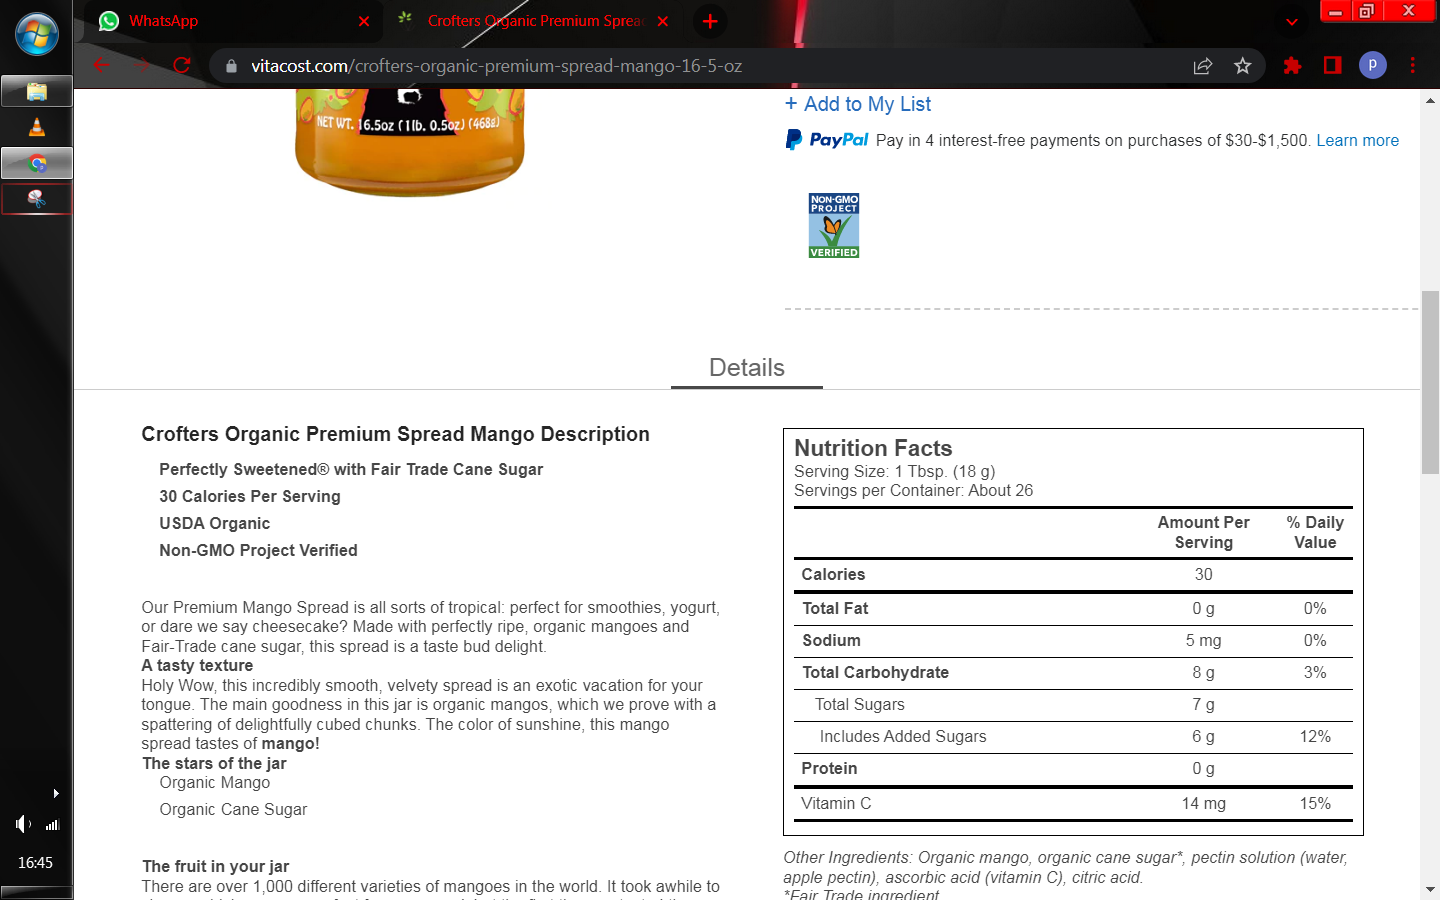 WhatsApp
Crofters Organic Premium Sprea
vitacost.com/crofters-organic-premium-spread-mango-16-5-oz
p
NET WT. 16.5oz (1lb. 0.5oz) (468g)
+ Add to My List
PayPal Pay in 4 interest-free payments on purchases of $30-$1,500. Learn more
NON-GMO
PROJECT
VERIFIED
Details
Crofters Organic Premium Spread Mango Description
Perfectly Sweetened® with Fair Trade Cane Sugar
30 Calories Per Serving
USDA Organic
Non-GMO Project Verified
Our Premium Mango Spread is all sorts of tropical: perfect for smoothies, yogurt,
or dare we say cheesecake? Made with perfectly ripe, organic mangoes and
Fair-Trade cane sugar, this spread is a taste bud delight.
A tasty texture
Holy Wow, this incredibly smooth, velvety spread is an exotic vacation for your
tongue. The main goodness in this jar is organic mangos, which we prove with a
spattering of delightfully cubed chunks. The color of sunshine, this mango
spread tastes of mango!
The stars of the jar
Organic Mango
Organic Cane Sugar
The fruit in your jar
There are over 1,000 different varieties of mangoes in the world. It took awhile to
Nutrition Facts
Serving Size: 1 Tbsp. (18 g)
Servings per Container: About 26
Amount Per Serving % Daily Value
Calories 30
Total Fat 0 g 0%
Sodium 5 mg 0%
Total Carbohydrate 8 g 3%
Total Sugars 7 g
Includes Added Sugars 6 g 12%
Protein 0 g
Vitamin C 14 mg 15%
Other Ingredients: Organic mango, organic cane sugar*, pectin solution (water,
apple pectin), ascorbic acid (vitamin C), citric acid.
*Fair Trade ingredient
16:45